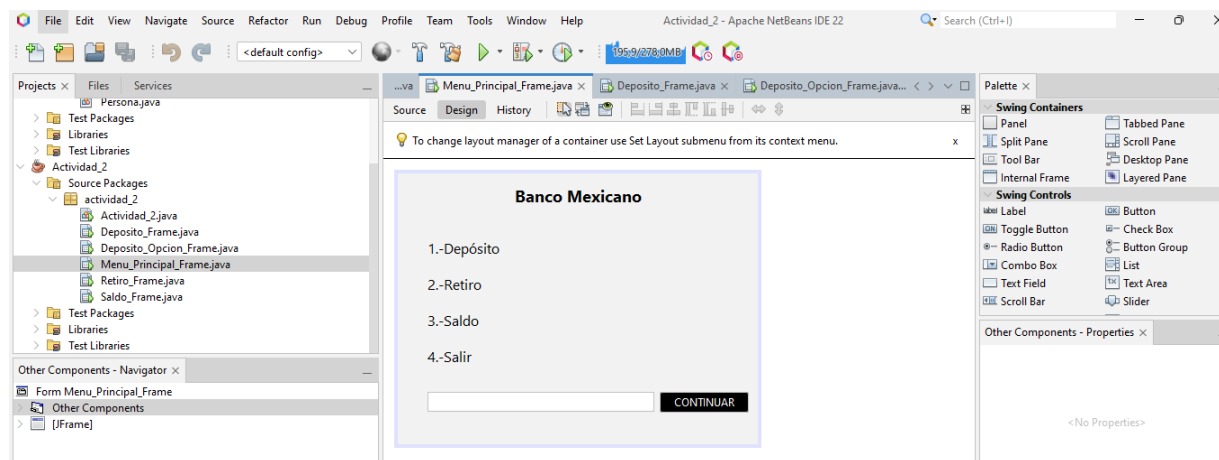 File Edit View Navigate Source Refactor Run Debug Profile Team Tools Window Help Actividad_2 - Apache NetBeans IDE 22 Search (Ctrl+I)
<default config> 195,9/278,0MB
Projects Files Services
Persona.java
Test Packages
Libraries
Test Libraries
Actividad_2
Source Packages
actividad_2
Actividad_2.java
Deposito_Frame.java
Deposito_Opcion_Frame.java
Menu_Principal_Frame.java
Retiro_Frame.java
Saldo_Frame.java
Test Packages
Libraries
Test Libraries
Other Components - Navigator
Form Menu_Principal_Frame
Other Components
[JFrame]
...va Menu_Principal_Frame.java Deposito_Frame.java Deposito_Opcion_Frame.java...
Source Design History
To change layout manager of a container use Set Layout submenu from its context menu. x
Banco Mexicano
1.-Depósito
2.-Retiro
3.-Saldo
4.-Salir
CONTINUAR
Palette
Swing Containers
Panel Tabbed Pane
Split Pane Scroll Pane
Tool Bar Desktop Pane
Internal Frame Layered Pane
Swing Controls
label Label OK Button
ON Toggle Button Check Box
Radio Button Button Group
Combo Box List
Text Field Text Area
Scroll Bar Slider
Other Components - Properties
<No Properties>